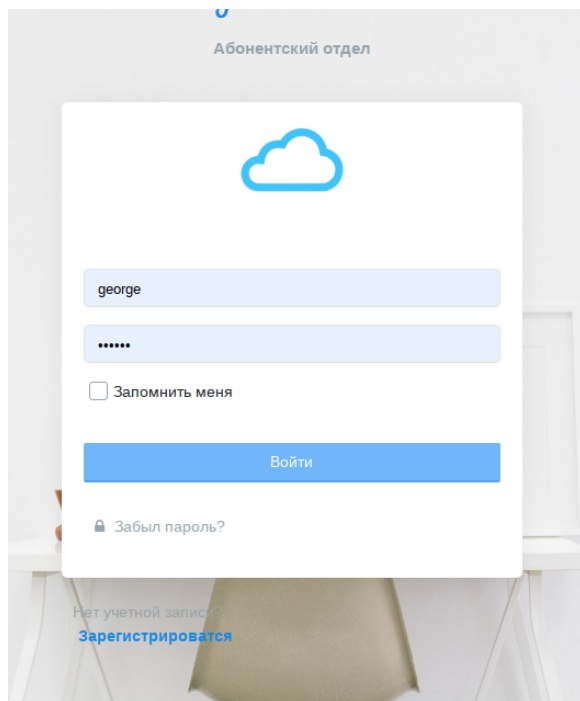 Абонентский отдел
george
••••••
Запомнить меня
Войти
Забыл пароль?
Нет учетной записи?
Зарегистрироватся